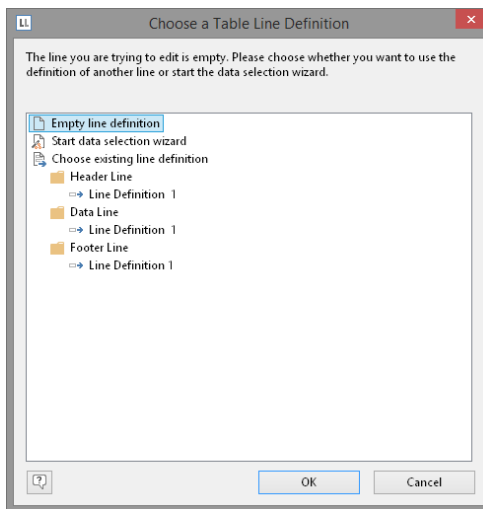 LL Choose a Table Line Definition
The line you are trying to edit is empty. Please choose whether you want to use the
definition of another line or start the data selection wizard.
Empty line definition
Start data selection wizard
Choose existing line definition
Header Line
Line Definition 1
Data Line
Line Definition 1
Footer Line
Line Definition 1
? OK Cancel